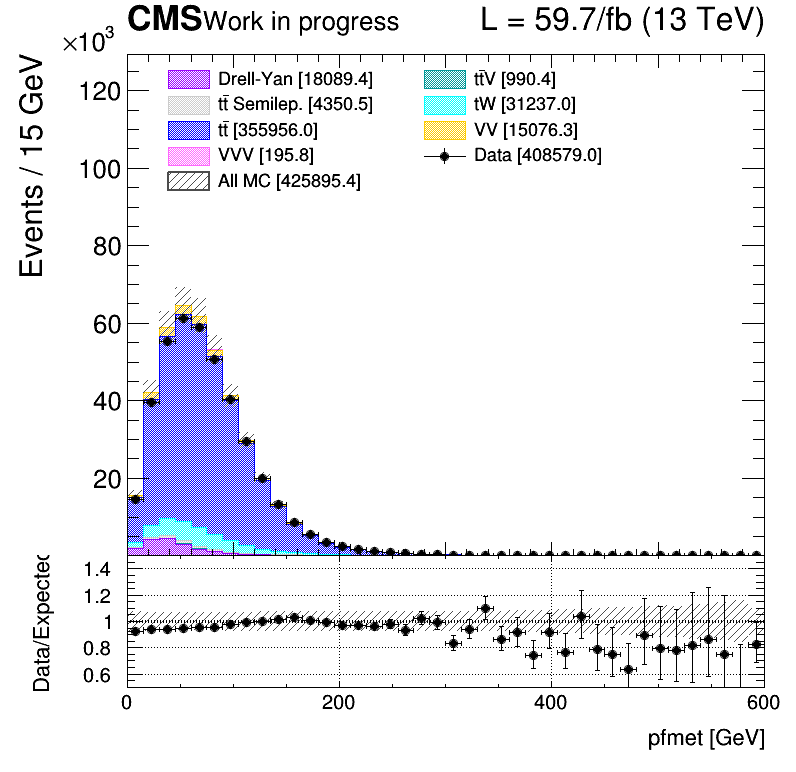 CMS Work in progress L = 59.7/fb (13 TeV)
×10³
Events / 15 GeV
120
100
80
60
40
20
Drell-Yan [18089.4]
tt̄ Semilep. [4350.5]
tt̄ [355956.0]
VVV [195.8]
All MC [425895.4]
tt̄V [990.4]
tW [31237.0]
VV [15076.3]
Data [408579.0]
Data/Expected
1.4
1.2
1
0.8
0.6
0 200 400 600
pfmet [GeV]